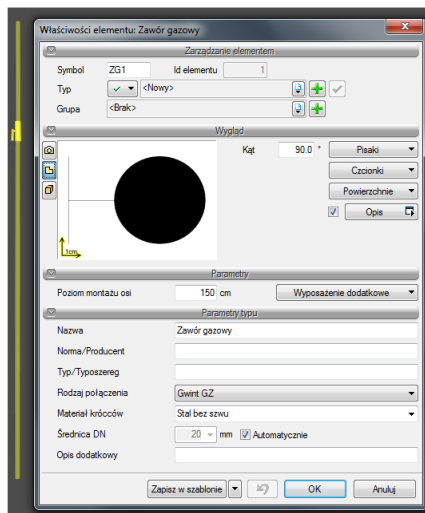 Właściwości elementu: Zawór gazowy
Zarządzanie elementem
Symbol ZG1 Id elementu 1
Typ <Nowy>
Grupa <Brak>
Wygląd
Kąt 90.0 ° Pisaki
Czcionki
Powierzchnie
Opis
1cm
Parametry
Poziom montażu osi 150 cm Wyposażenie dodatkowe
Parametry typu
Nazwa Zawór gazowy
Norma/Producent
Typ/Typoszereg
Rodzaj połączenia Gwint GZ
Materiał króćców Stal bez szwu
Średnica DN 20 mm Automatycznie
Opis dodatkowy
Zapisz w szablonie OK Anuluj